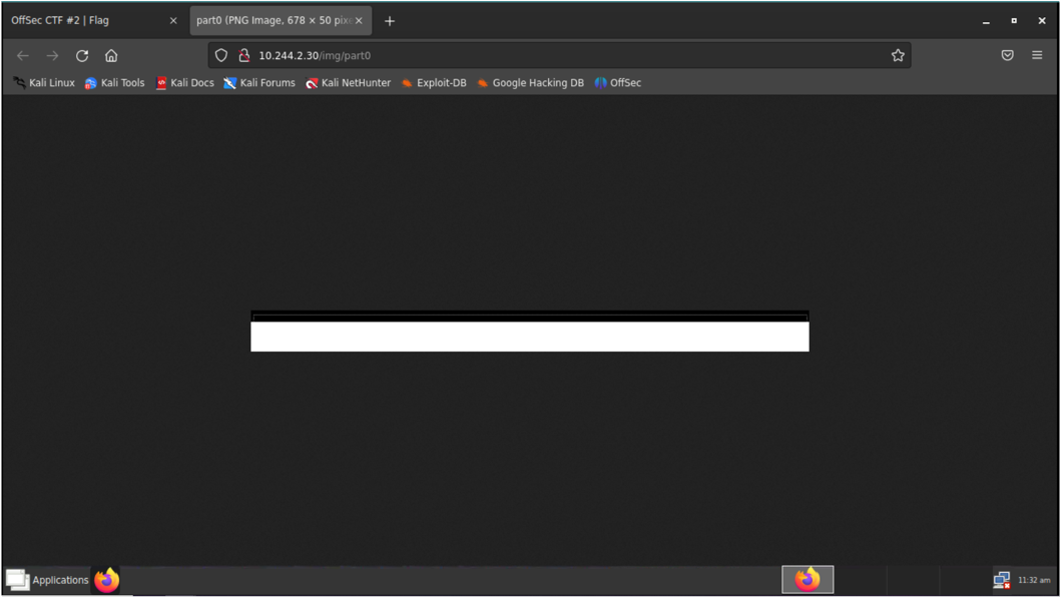 OffSec CTF #2 | Flag
part0 (PNG Image, 678 × 50 pixe
10.244.2.30/img/part0
Kali Linux Kali Tools Kali Docs Kali Forums Kali NetHunter Exploit-DB Google Hacking DB OffSec
Applications 11:32 am